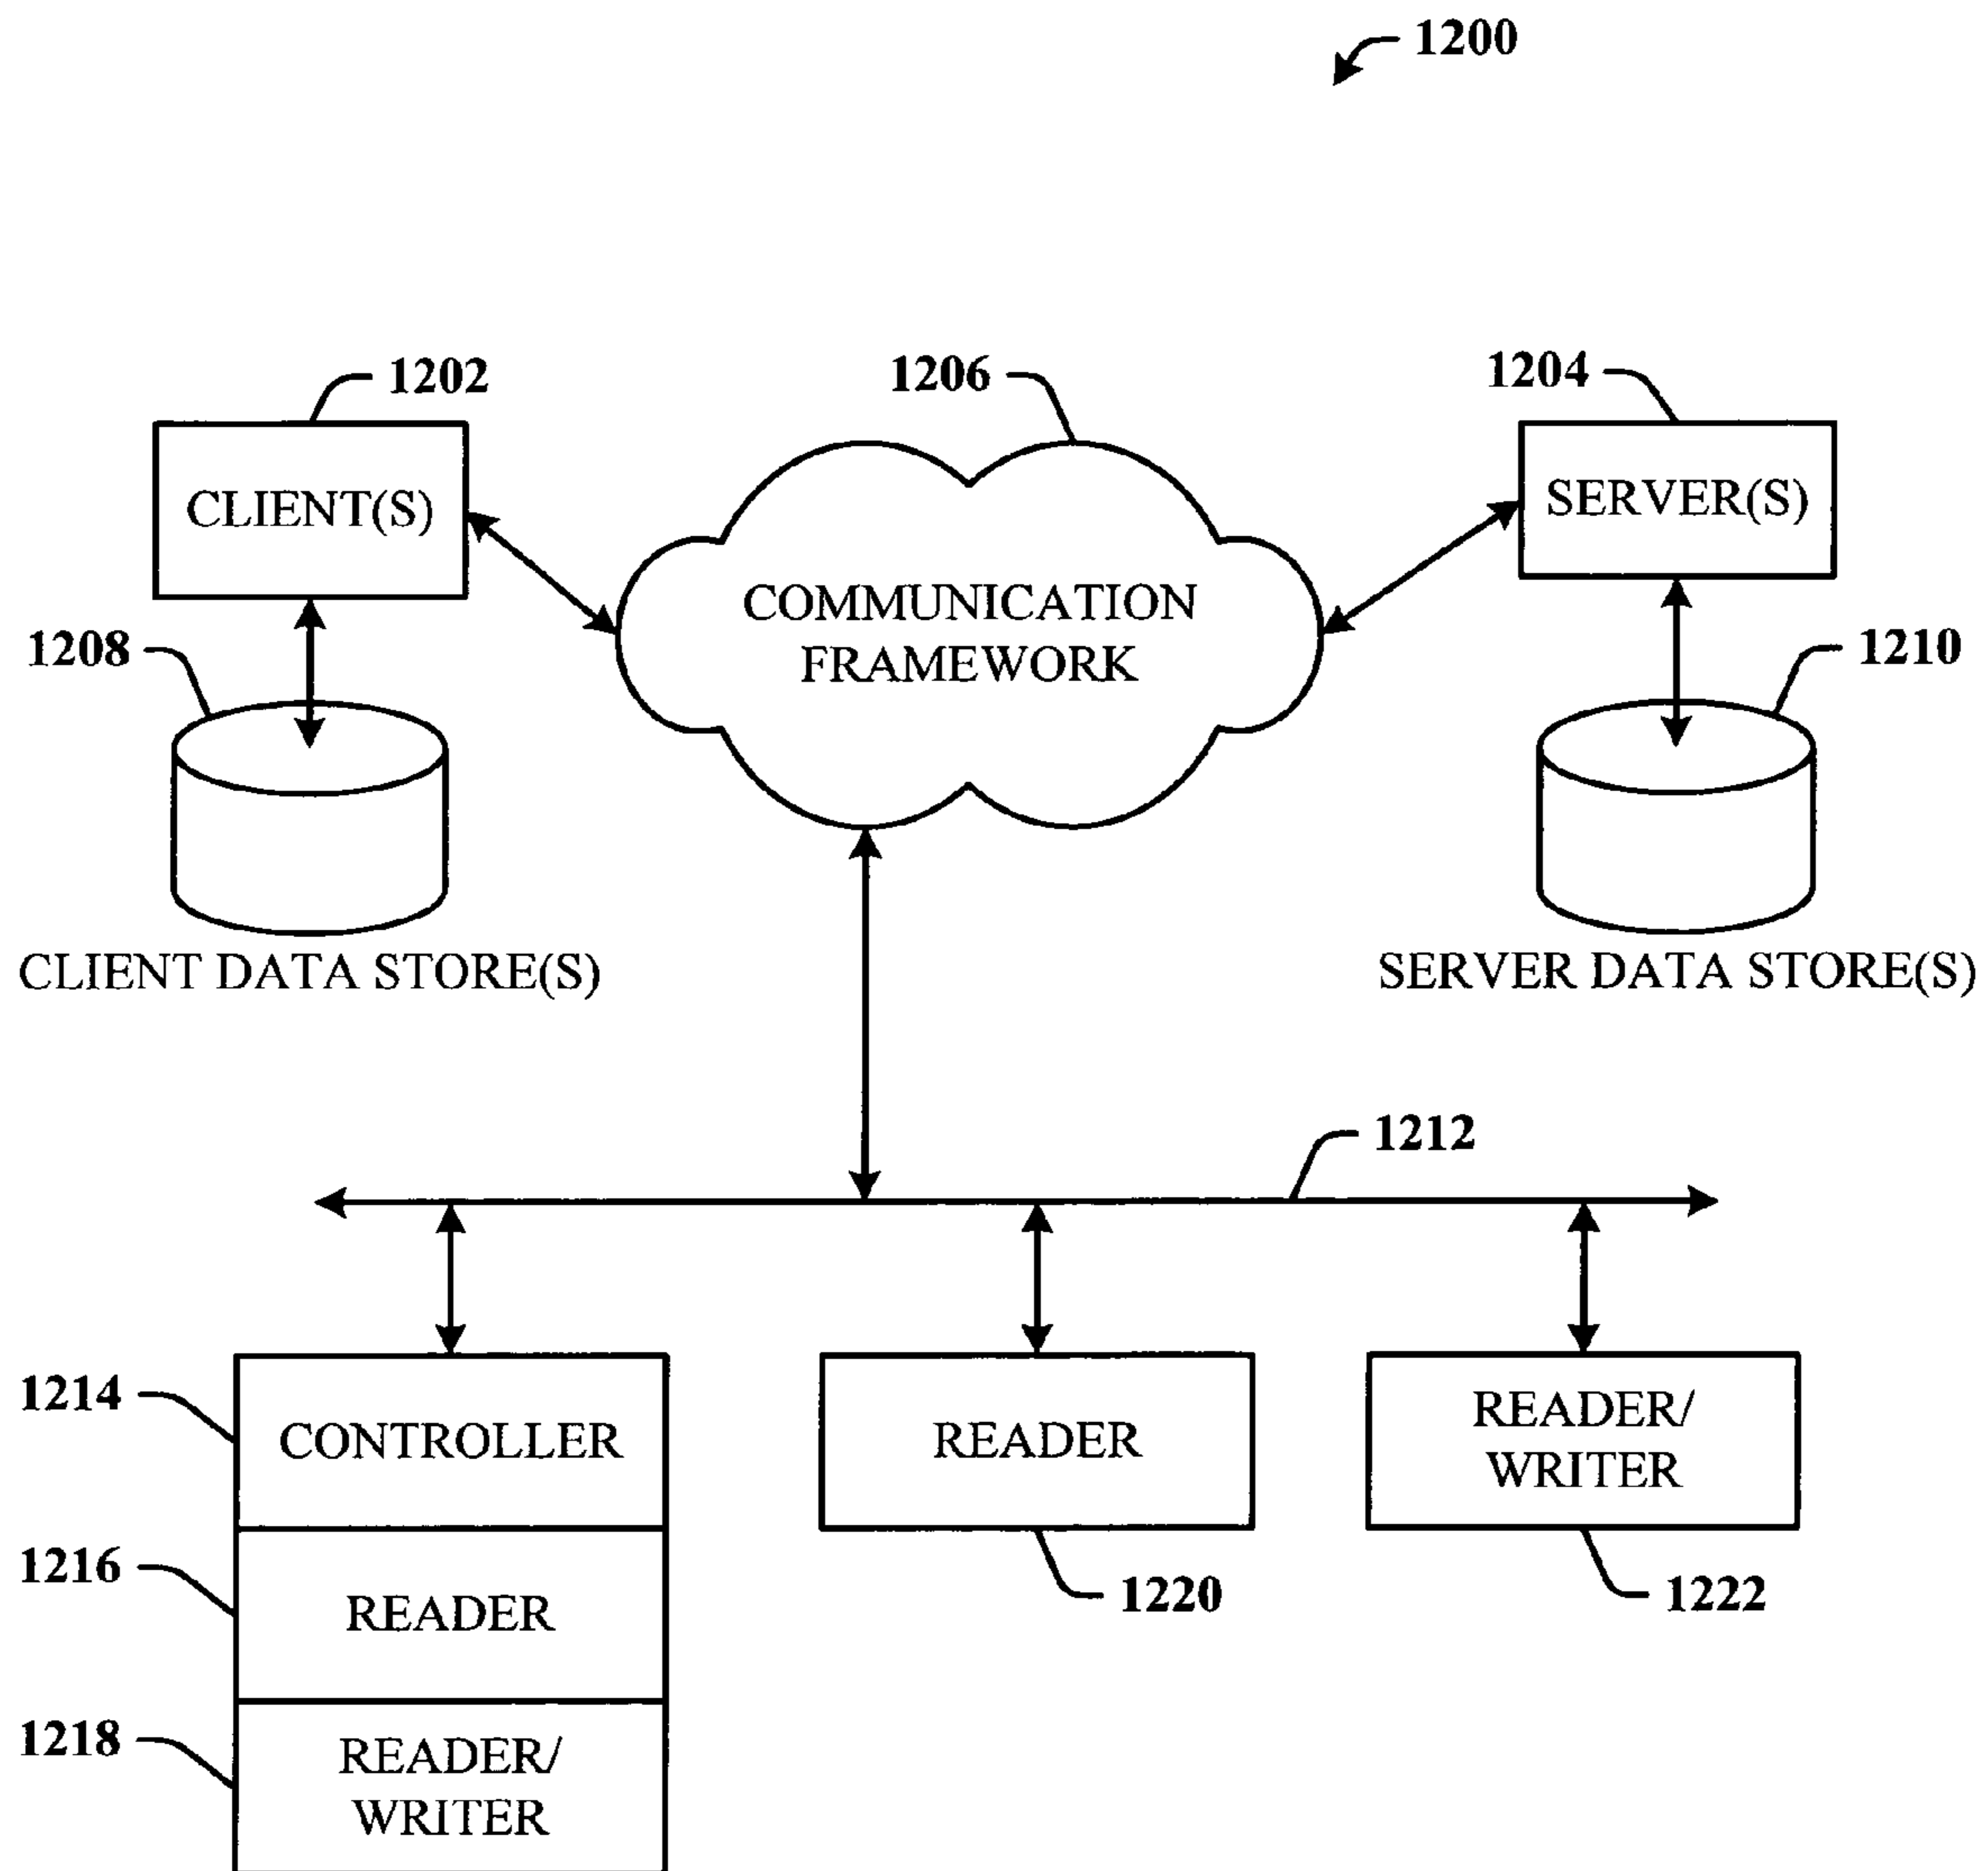 1200
1202
1206
1204
CLIENT(S)
SERVER(S)
COMMUNICATION
FRAMEWORK
1208
1210
CLIENT DATA STORE(S)
SERVER DATA STORE(S)
1212
1214
CONTROLLER
READER
READER/
WRITER
1216
READER
1220
1222
1218
READER/
WRITER